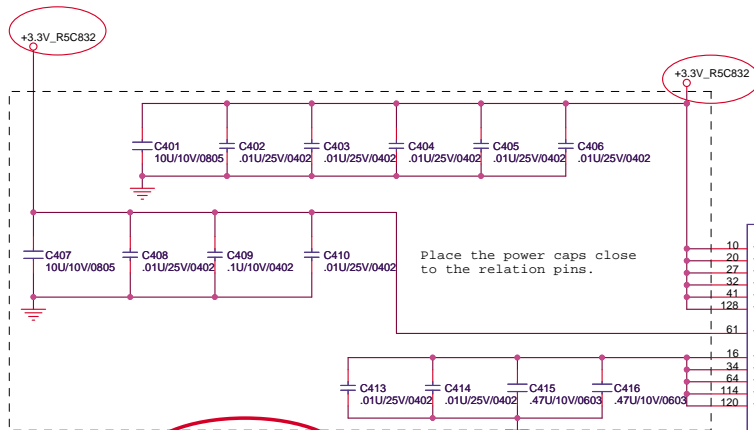 +3.3V_R5C832
+3.3V_R5C832
C401
10U/10V/0805
C402
.01U/25V/0402
C403
.01U/25V/0402
C404
.01U/25V/0402
C405
.01U/25V/0402
C406
.01U/25V/0402
C407
10U/10V/0805
C408
.01U/25V/0402
C409
.1U/10V/0402
C410
.01U/25V/0402
Place the power caps close
to the relation pins.
10
20
27
32
41
128
61
16
34
64
114
120
C413
.01U/25V/0402
C414
.01U/25V/0402
C415
.47U/10V/0603
C416
.47U/10V/0603